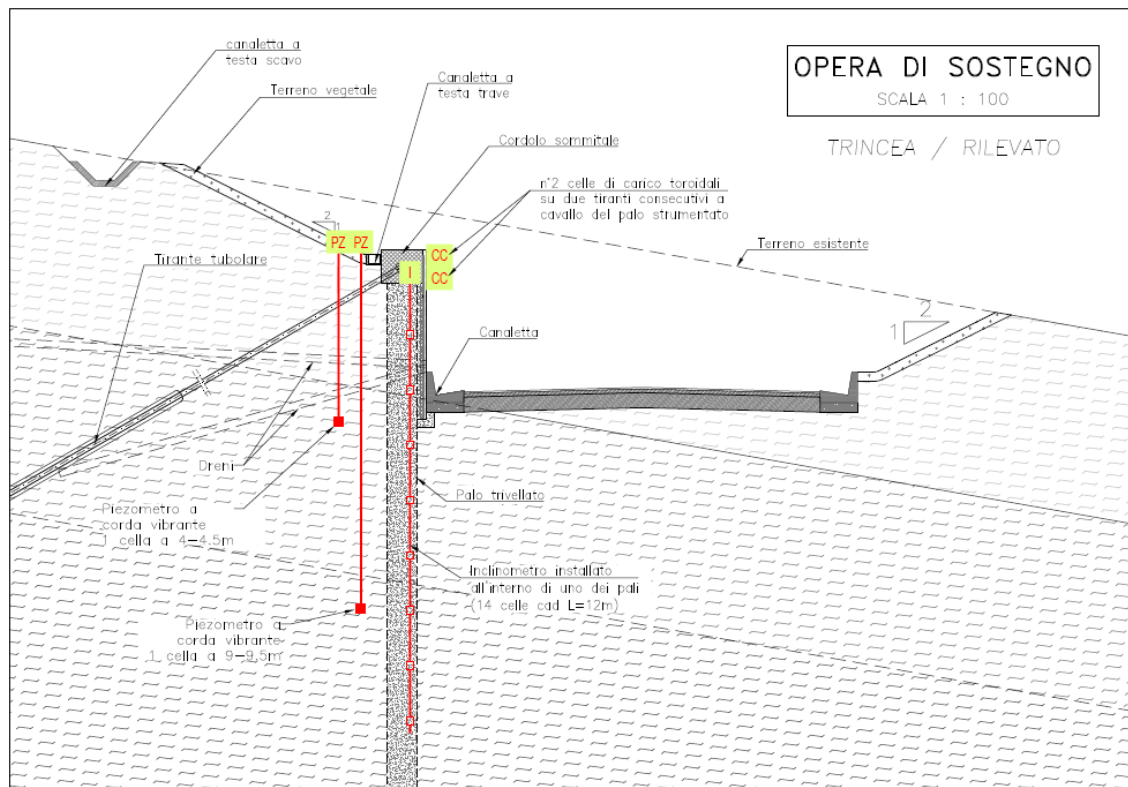 OPERA DI SOSTEGNO
SCALA 1 : 100
TRINCEA / RILEVATO
canaletta a
testa scavo
Terreno vegetale
Canaletta a
testa trave
Cordolo sommitale
n°2 celle di carico toroidali
su due tiranti consecutivi a
cavallo del palo strumentato
Terreno esistente
2
1
PZ PZ
CC
CC
I
Tirante tubolare
2
1
Canaletta
Dreni
Palo trivellato
Piezometro a
corda vibrante
1 cella a 4-4.5m
Inclinometro installato
all'interno di uno dei pali
(14 celle cad L=12m)
Piezometro a
corda vibrante
1 cella a 9-9,5m